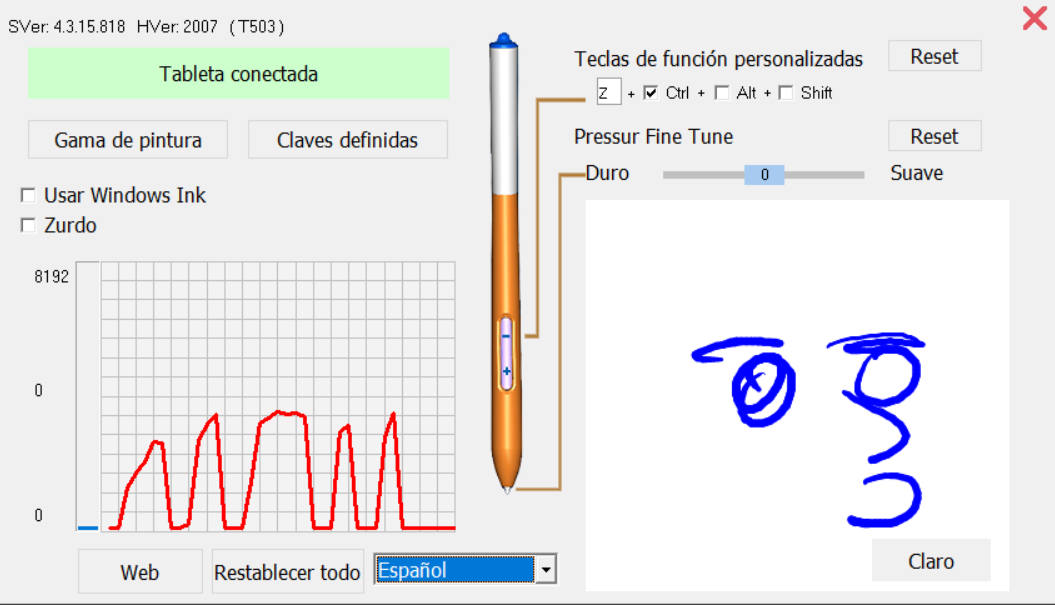 SVer: 4.3.15.818 HVer: 2007 (T503)
Tableta conectada
Gama de pintura
Claves definidas
Usar Windows Ink
Zurdo
8192
0
0
Web
Restablecer todo
Español
Teclas de función personalizadas
Reset
Z + Ctrl + Alt + Shift
Pressur Fine Tune
Reset
Duro
0
Suave
Claro